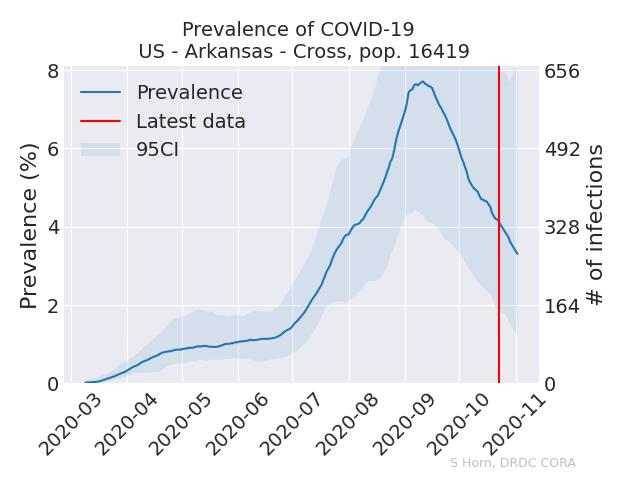 Prevalence of COVID-19
US - Arkansas - Cross, pop. 16419
Prevalence (%)
8
6
4
2
0
Prevalence
Latest data
95CI
656
492
328
164
0
# of infections
2020-03
2020-04
2020-05
2020-06
2020-07
2020-08
2020-09
2020-10
2020-11
S Horn, DRDC CORA